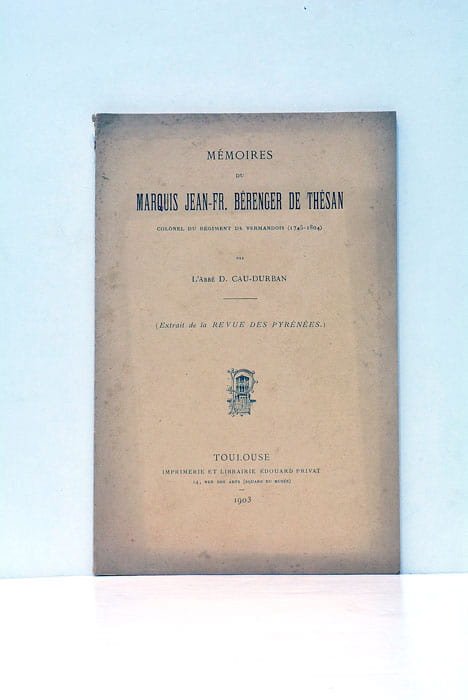 MÉMOIRES
DU
MARQUIS JEAN-FR. BÉRENGER DE THÉSAN
COLONEL DU RÉGIMENT DE VERMANDOIS (1745-1804)
PAR
L'ABBÉ D. CAU-DURBAN
(Extrait de la REVUE DES PYRÉNÉES.)
TOULOUSE
IMPRIMERIE ET LIBRAIRIE ÉDOUARD PRIVAT
14, RUE DES ARTS (SQUARE DU MUSÉE)
1903